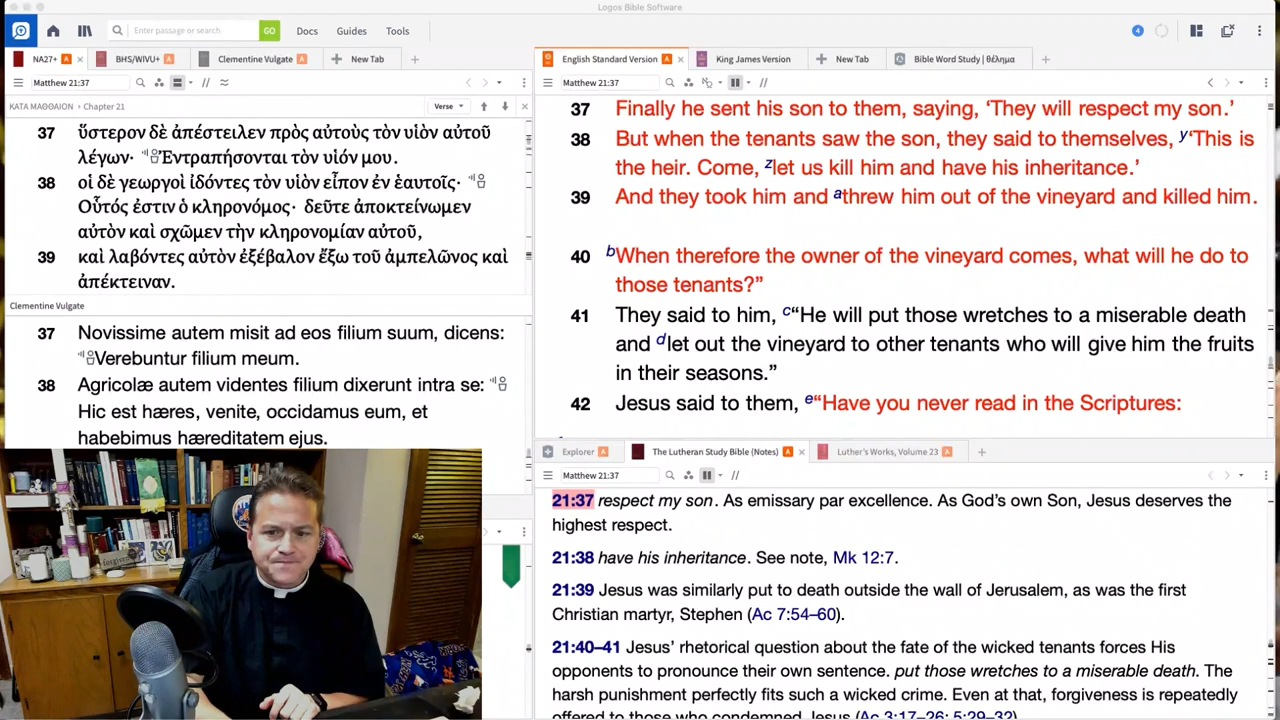 Logos Bible Software
Enter passage or search
GO
Docs
Guides
Tools
4
NA27+ A
BHS/WIVU+ A
Clementine Vulgate A
New Tab
Matthew 21:37
ΚΑΤΑ ΜΑΘΘΑΙΟΝ › Chapter 21
Verse
37 ὕστερον δὲ ἀπέστειλεν πρὸς αὐτοὺς τὸν υἱὸν αὐτοῦ
λέγων· Ἐντραπήσονται τὸν υἱόν μου.
38 οἱ δὲ γεωργοὶ ἰδόντες τὸν υἱὸν εἶπον ἐν ἑαυτοῖς·
Οὗτός ἐστιν ὁ κληρονόμος· δεῦτε ἀποκτείνωμεν
αὐτὸν καὶ σχῶμεν τὴν κληρονομίαν αὐτοῦ,
39 καὶ λαβόντες αὐτὸν ἐξέβαλον ἔξω τοῦ ἀμπελῶνος καὶ
ἀπέκτειναν.
Clementine Vulgate
37 Novissime autem misit ad eos filium suum, dicens:
Verebuntur filium meum.
38 Agricolæ autem videntes filium dixerunt intra se:
Hic est hæres, venite, occidamus eum, et
habebimus hæreditatem ejus.
English Standard Version A
King James Version
New Tab
Bible Word Study | θέλημα
Matthew 21:37
37 Finally he sent his son to them, saying, ‘They will respect my son.’
38 But when the tenants saw the son, they said to themselves, y‘This is
the heir. Come, zlet us kill him and have his inheritance.’
39 And they took him and athrew him out of the vineyard and killed him.
40 bWhen therefore the owner of the vineyard comes, what will he do to
those tenants?”
41 They said to him, c“He will put those wretches to a miserable death
and dlet out the vineyard to other tenants who will give him the fruits
in their seasons.”
42 Jesus said to them, e“Have you never read in the Scriptures:
Explorer A
The Lutheran Study Bible (Notes) A
Luther's Works, Volume 23 A
Matthew 21:37
21:37 respect my son. As emissary par excellence. As God’s own Son, Jesus deserves the
highest respect.
21:38 have his inheritance. See note, Mk 12:7.
21:39 Jesus was similarly put to death outside the wall of Jerusalem, as was the first
Christian martyr, Stephen (Ac 7:54–60).
21:40–41 Jesus’ rhetorical question about the fate of the wicked tenants forces His
opponents to pronounce their own sentence. put those wretches to a miserable death. The
harsh punishment perfectly fits such a wicked crime. Even at that, forgiveness is repeatedly
offered to those who condemned Jesus (Ac 3:17–26; 5:29–32).